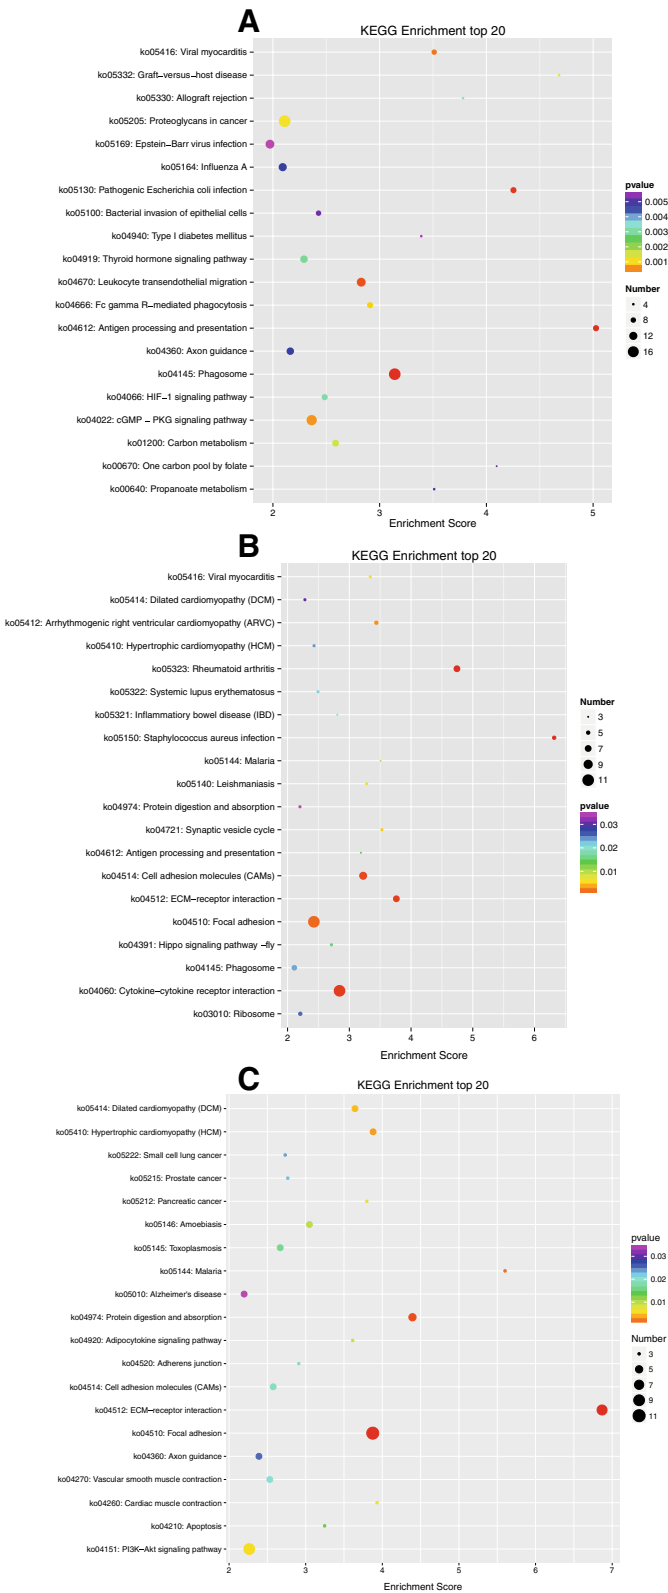 A
KEGG Enrichment top 20
ko05416: Viral myocarditis
ko05332: Graft−versus−host disease
ko05330: Allograft rejection
ko05205: Proteoglycans in cancer
ko05169: Epstein−Barr virus infection
ko05164: Influenza A
ko05130: Pathogenic Escherichia coli infection
ko05100: Bacterial invasion of epithelial cells
ko04940: Type I diabetes mellitus
ko04919: Thyroid hormone signaling pathway
ko04670: Leukocyte transendothelial migration
ko04666: Fc gamma R−mediated phagocytosis
ko04612: Antigen processing and presentation
ko04360: Axon guidance
ko04145: Phagosome
ko04066: HIF−1 signaling pathway
ko04022: cGMP − PKG signaling pathway
ko01200: Carbon metabolism
ko00670: One carbon pool by folate
ko00640: Propanoate metabolism
2 3 4 5
Enrichment Score
pvalue
0.005
0.004
0.003
0.002
0.001
Number
4
8
12
16
B
KEGG Enrichment top 20
ko05416: Viral myocarditis
ko05414: Dilated cardiomyopathy (DCM)
ko05412: Arrhythmogenic right ventricular cardiomyopathy (ARVC)
ko05410: Hypertrophic cardiomyopathy (HCM)
ko05323: Rheumatoid arthritis
ko05322: Systemic lupus erythematosus
ko05321: Inflammatory bowel disease (IBD)
ko05150: Staphylococcus aureus infection
ko05144: Malaria
ko05140: Leishmaniasis
ko04974: Protein digestion and absorption
ko04721: Synaptic vesicle cycle
ko04612: Antigen processing and presentation
ko04514: Cell adhesion molecules (CAMs)
ko04512: ECM−receptor interaction
ko04510: Focal adhesion
ko04391: Hippo signaling pathway −fly
ko04145: Phagosome
ko04060: Cytokine−cytokine receptor interaction
ko03010: Ribosome
2 3 4 5 6
Enrichment Score
Number
3
5
7
9
11
pvalue
0.03
0.02
0.01
C
KEGG Enrichment top 20
ko05414: Dilated cardiomyopathy (DCM)
ko05410: Hypertrophic cardiomyopathy (HCM)
ko05222: Small cell lung cancer
ko05215: Prostate cancer
ko05212: Pancreatic cancer
ko05146: Amoebiasis
ko05145: Toxoplasmosis
ko05144: Malaria
ko05010: Alzheimer's disease
ko04974: Protein digestion and absorption
ko04920: Adipocytokine signaling pathway
ko04520: Adherens junction
ko04514: Cell adhesion molecules (CAMs)
ko04512: ECM−receptor interaction
ko04510: Focal adhesion
ko04360: Axon guidance
ko04270: Vascular smooth muscle contraction
ko04260: Cardiac muscle contraction
ko04210: Apoptosis
ko04151: PI3K−Akt signaling pathway
2 3 4 5 6 7
Enrichment Score
pvalue
0.03
0.02
0.01
Number
3
5
7
9
11